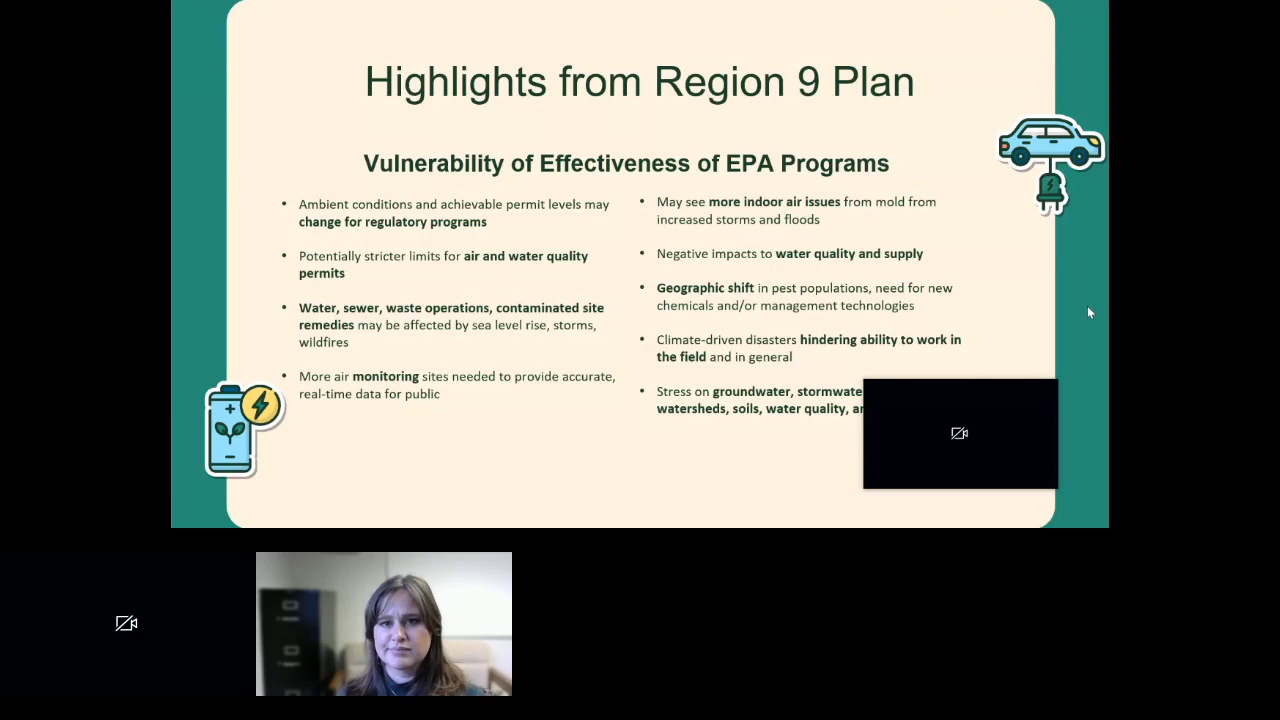 Highlights from Region 9 Plan
Vulnerability of Effectiveness of EPA Programs
• Ambient conditions and achievable permit levels may
change for regulatory programs
• Potentially stricter limits for air and water quality
permits
• Water, sewer, waste operations, contaminated site
remedies may be affected by sea level rise, storms,
wildfires
• More air monitoring sites needed to provide accurate,
real-time data for public
• May see more indoor air issues from mold from
increased storms and floods
• Negative impacts to water quality and supply
• Geographic shift in pest populations, need for new
chemicals and/or management technologies
• Climate-driven disasters hindering ability to work in
the field and in general
• Stress on groundwater,
watersheds, soils, water quality,